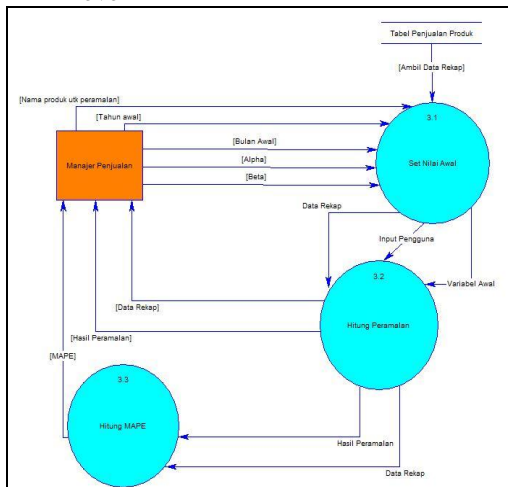 Tabel Penjualan Produk
[Ambil Data Rekap]
[Nama produk utk peramalan]
[Tahun awal]
3.1
[Bulan Awal]
Manajer Penjualan
[Alpha]
Set Nilai Awal
[Beta]
Data Rekap
Input Pengguna
3.2
Variabel Awal
[Data Rekap]
Hitung Peramalan
[Hasil Peramalan]
[MAPE]
3.3
Hitung MAPE
Hasil Peramalan
Data Rekap